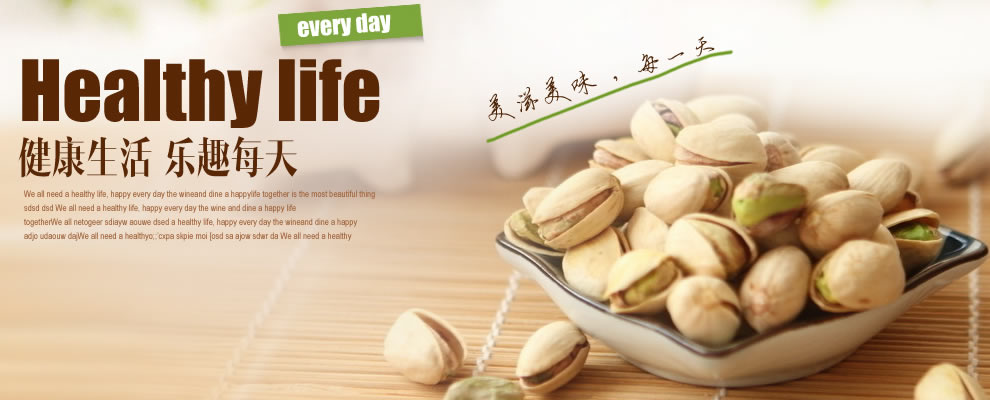 every day
Healthy life
美滋美味，每一天
健康生活 乐趣每天
We all need a healthy life, happy every day the wineand dine a happylife together is the most beautiful thing
sdsd dsd We all need a healthy life, happy every day the wine and dine a happy life
togetherWe all netogeer sdiayw aouwe dsed a healthy life, happy every day the wineand dine a happy
adjo udaouw dajWe all need a healthyo;;'cxpa skpie moi [osd sa ajow sdwr da We all need a healthy